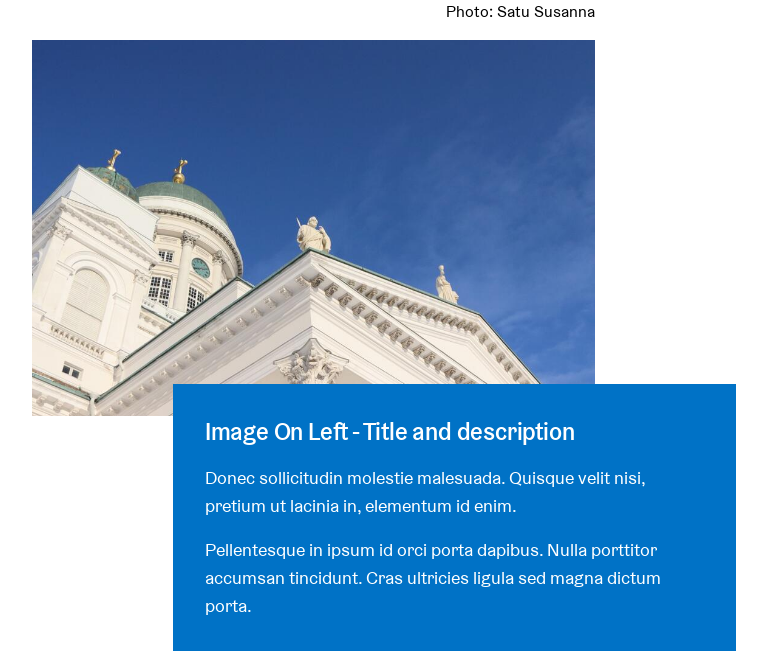 Photo: Satu Susanna
Image On Left - Title and description
Donec sollicitudin molestie malesuada. Quisque velit nisi,
pretium ut lacinia in, elementum id enim.
Pellentesque in ipsum id orci porta dapibus. Nulla porttitor
accumsan tincidunt. Cras ultricies ligula sed magna dictum
porta.